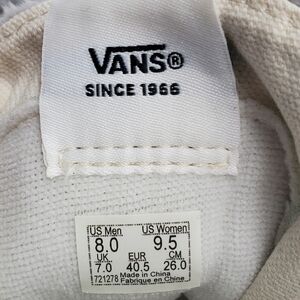 VANS®
SINCE 1966
US Men US Women
8.0 9.5
UK EUR CM
7.0 40.5 26.0
721278 Made in China
Fabrique en Chine